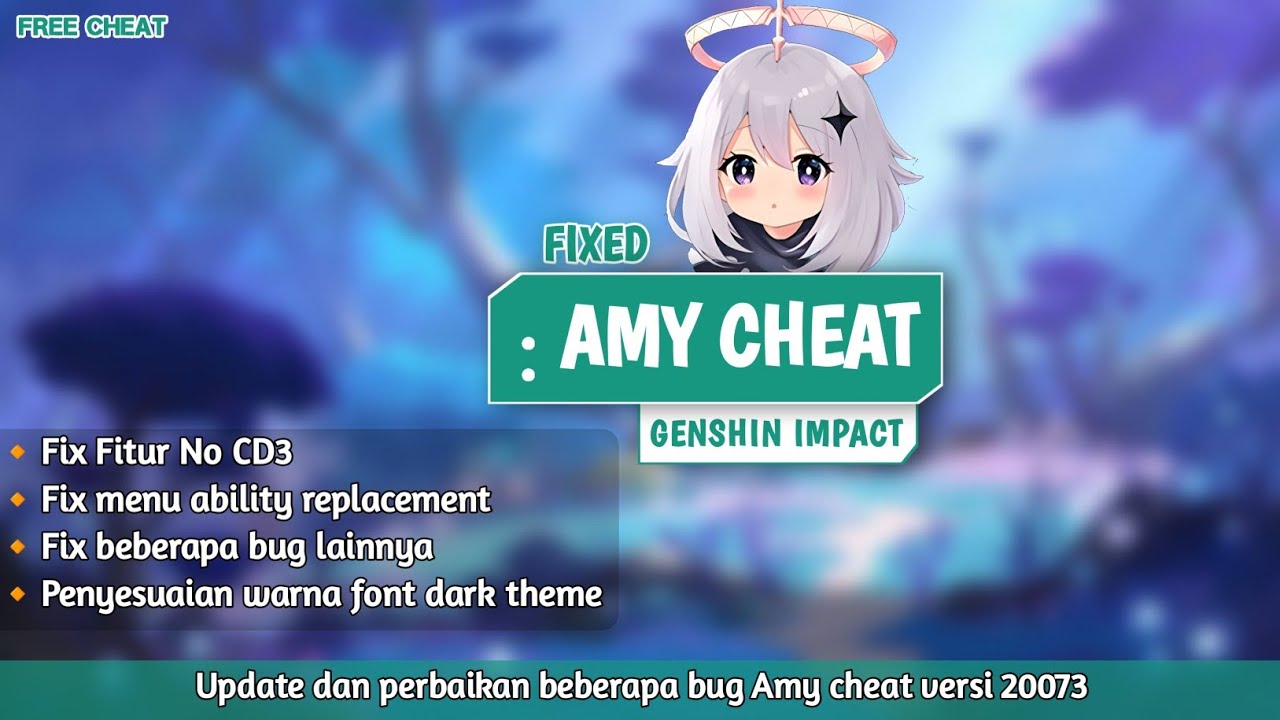 FREE CHEAT
FIXED
: AMY CHEAT
GENSHIN IMPACT
Fix Fitur No CD3
Fix menu ability replacement
Fix beberapa bug lainnya
Penyesuaian warna font dark theme
Update dan perbaikan beberapa bug Amy cheat versi 20073